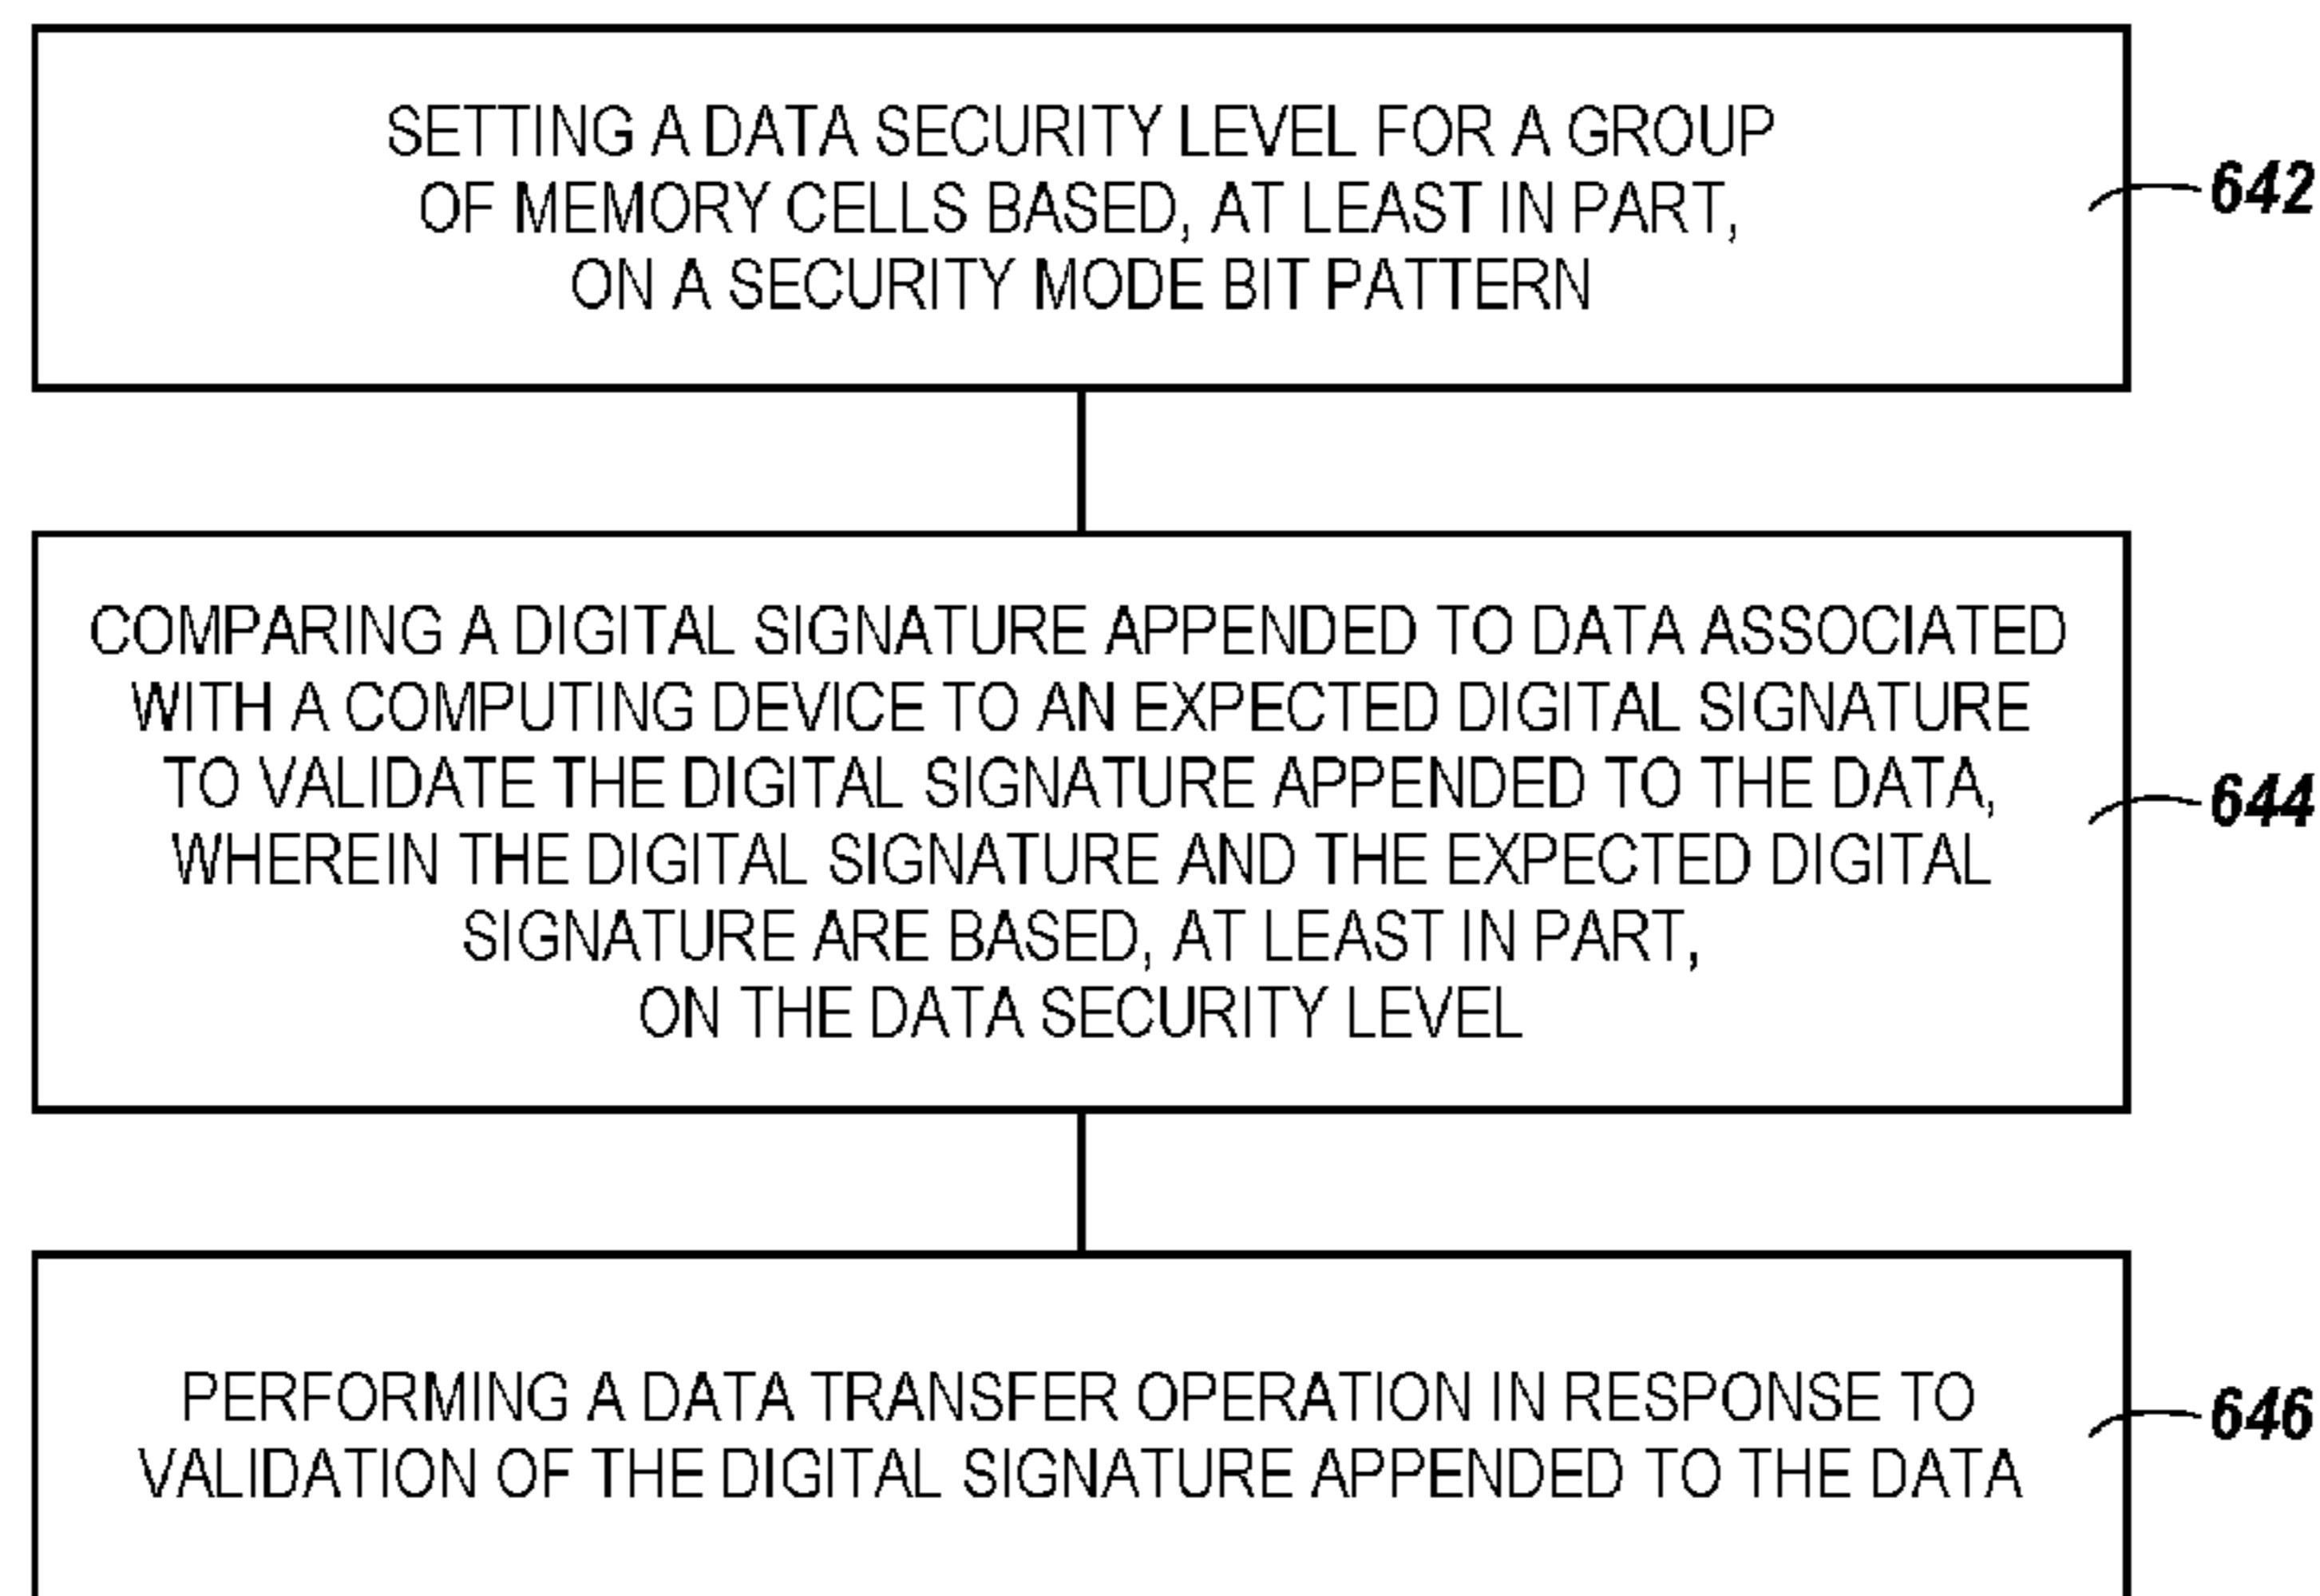 SETTING A DATA SECURITY LEVEL FOR A GROUP
OF MEMORY CELLS BASED, AT LEAST IN PART,
ON A SECURITY MODE BIT PATTERN
642
COMPARING A DIGITAL SIGNATURE APPENDED TO DATA ASSOCIATED
WITH A COMPUTING DEVICE TO AN EXPECTED DIGITAL SIGNATURE
TO VALIDATE THE DIGITAL SIGNATURE APPENDED TO THE DATA,
WHEREIN THE DIGITAL SIGNATURE AND THE EXPECTED DIGITAL
SIGNATURE ARE BASED, AT LEAST IN PART,
ON THE DATA SECURITY LEVEL
644
PERFORMING A DATA TRANSFER OPERATION IN RESPONSE TO
VALIDATION OF THE DIGITAL SIGNATURE APPENDED TO THE DATA
646